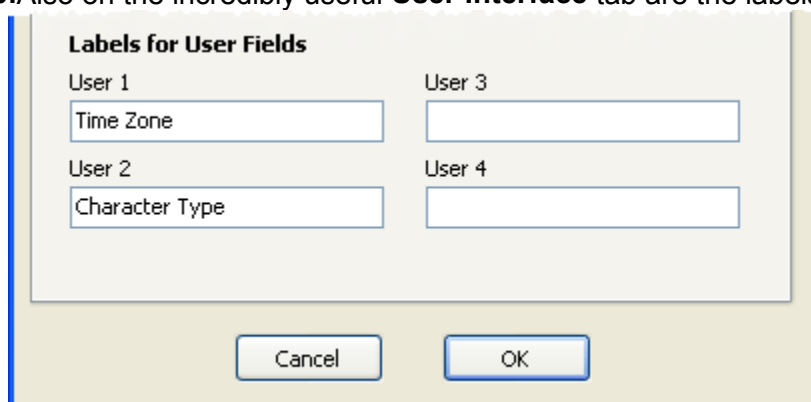 Also on the incredibly useful User Interface tab are the labels
Labels for User Fields
User 1 User 3
Time Zone
User 2 User 4
Character Type
Cancel OK